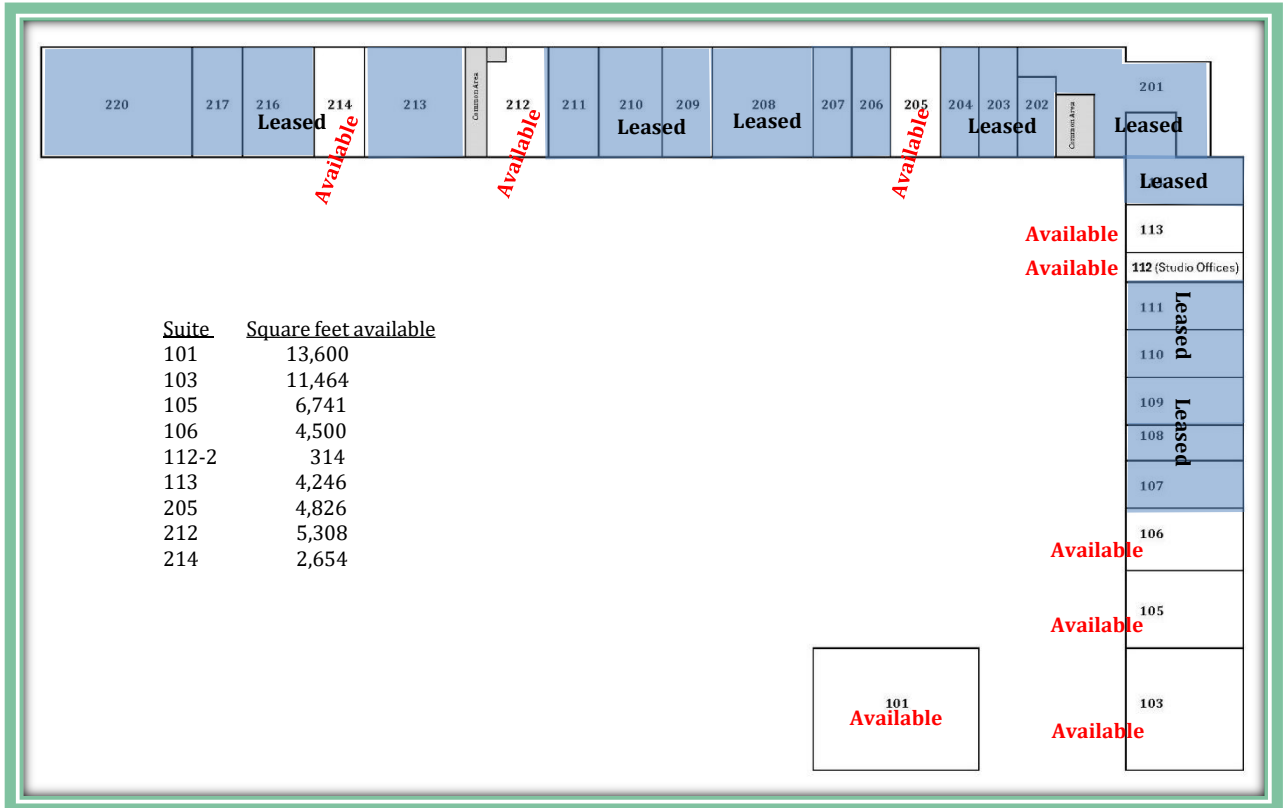 220
217
216
214
213
Common Area
212
211
210
209
208
207
206
205
204
203
202
Common Area
201
Leased
Available
Available
Leased
Leased
Available
Leased
Leased
Leased
Available 113
Available 112 (Studio Offices)
111
Leased
110
109
Leased
108
107
106
Available
105
Available
103
Available
101
Available
Suite Square feet available
101 13,600
103 11,464
105 6,741
106 4,500
112-2 314
113 4,246
205 4,826
212 5,308
214 2,654